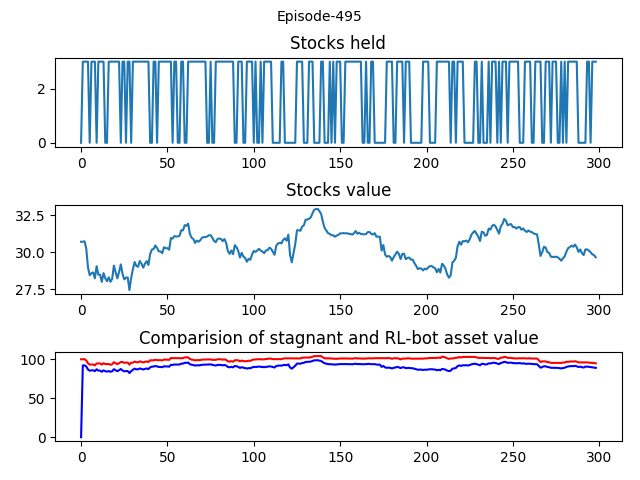 Episode-495
Stocks held
2
0
0 50 100 150 200 250 300
Stocks value
32.5
30.0
27.5
0 50 100 150 200 250 300
Comparision of stagnant and RL-bot asset value
100
50
0
0 50 100 150 200 250 300